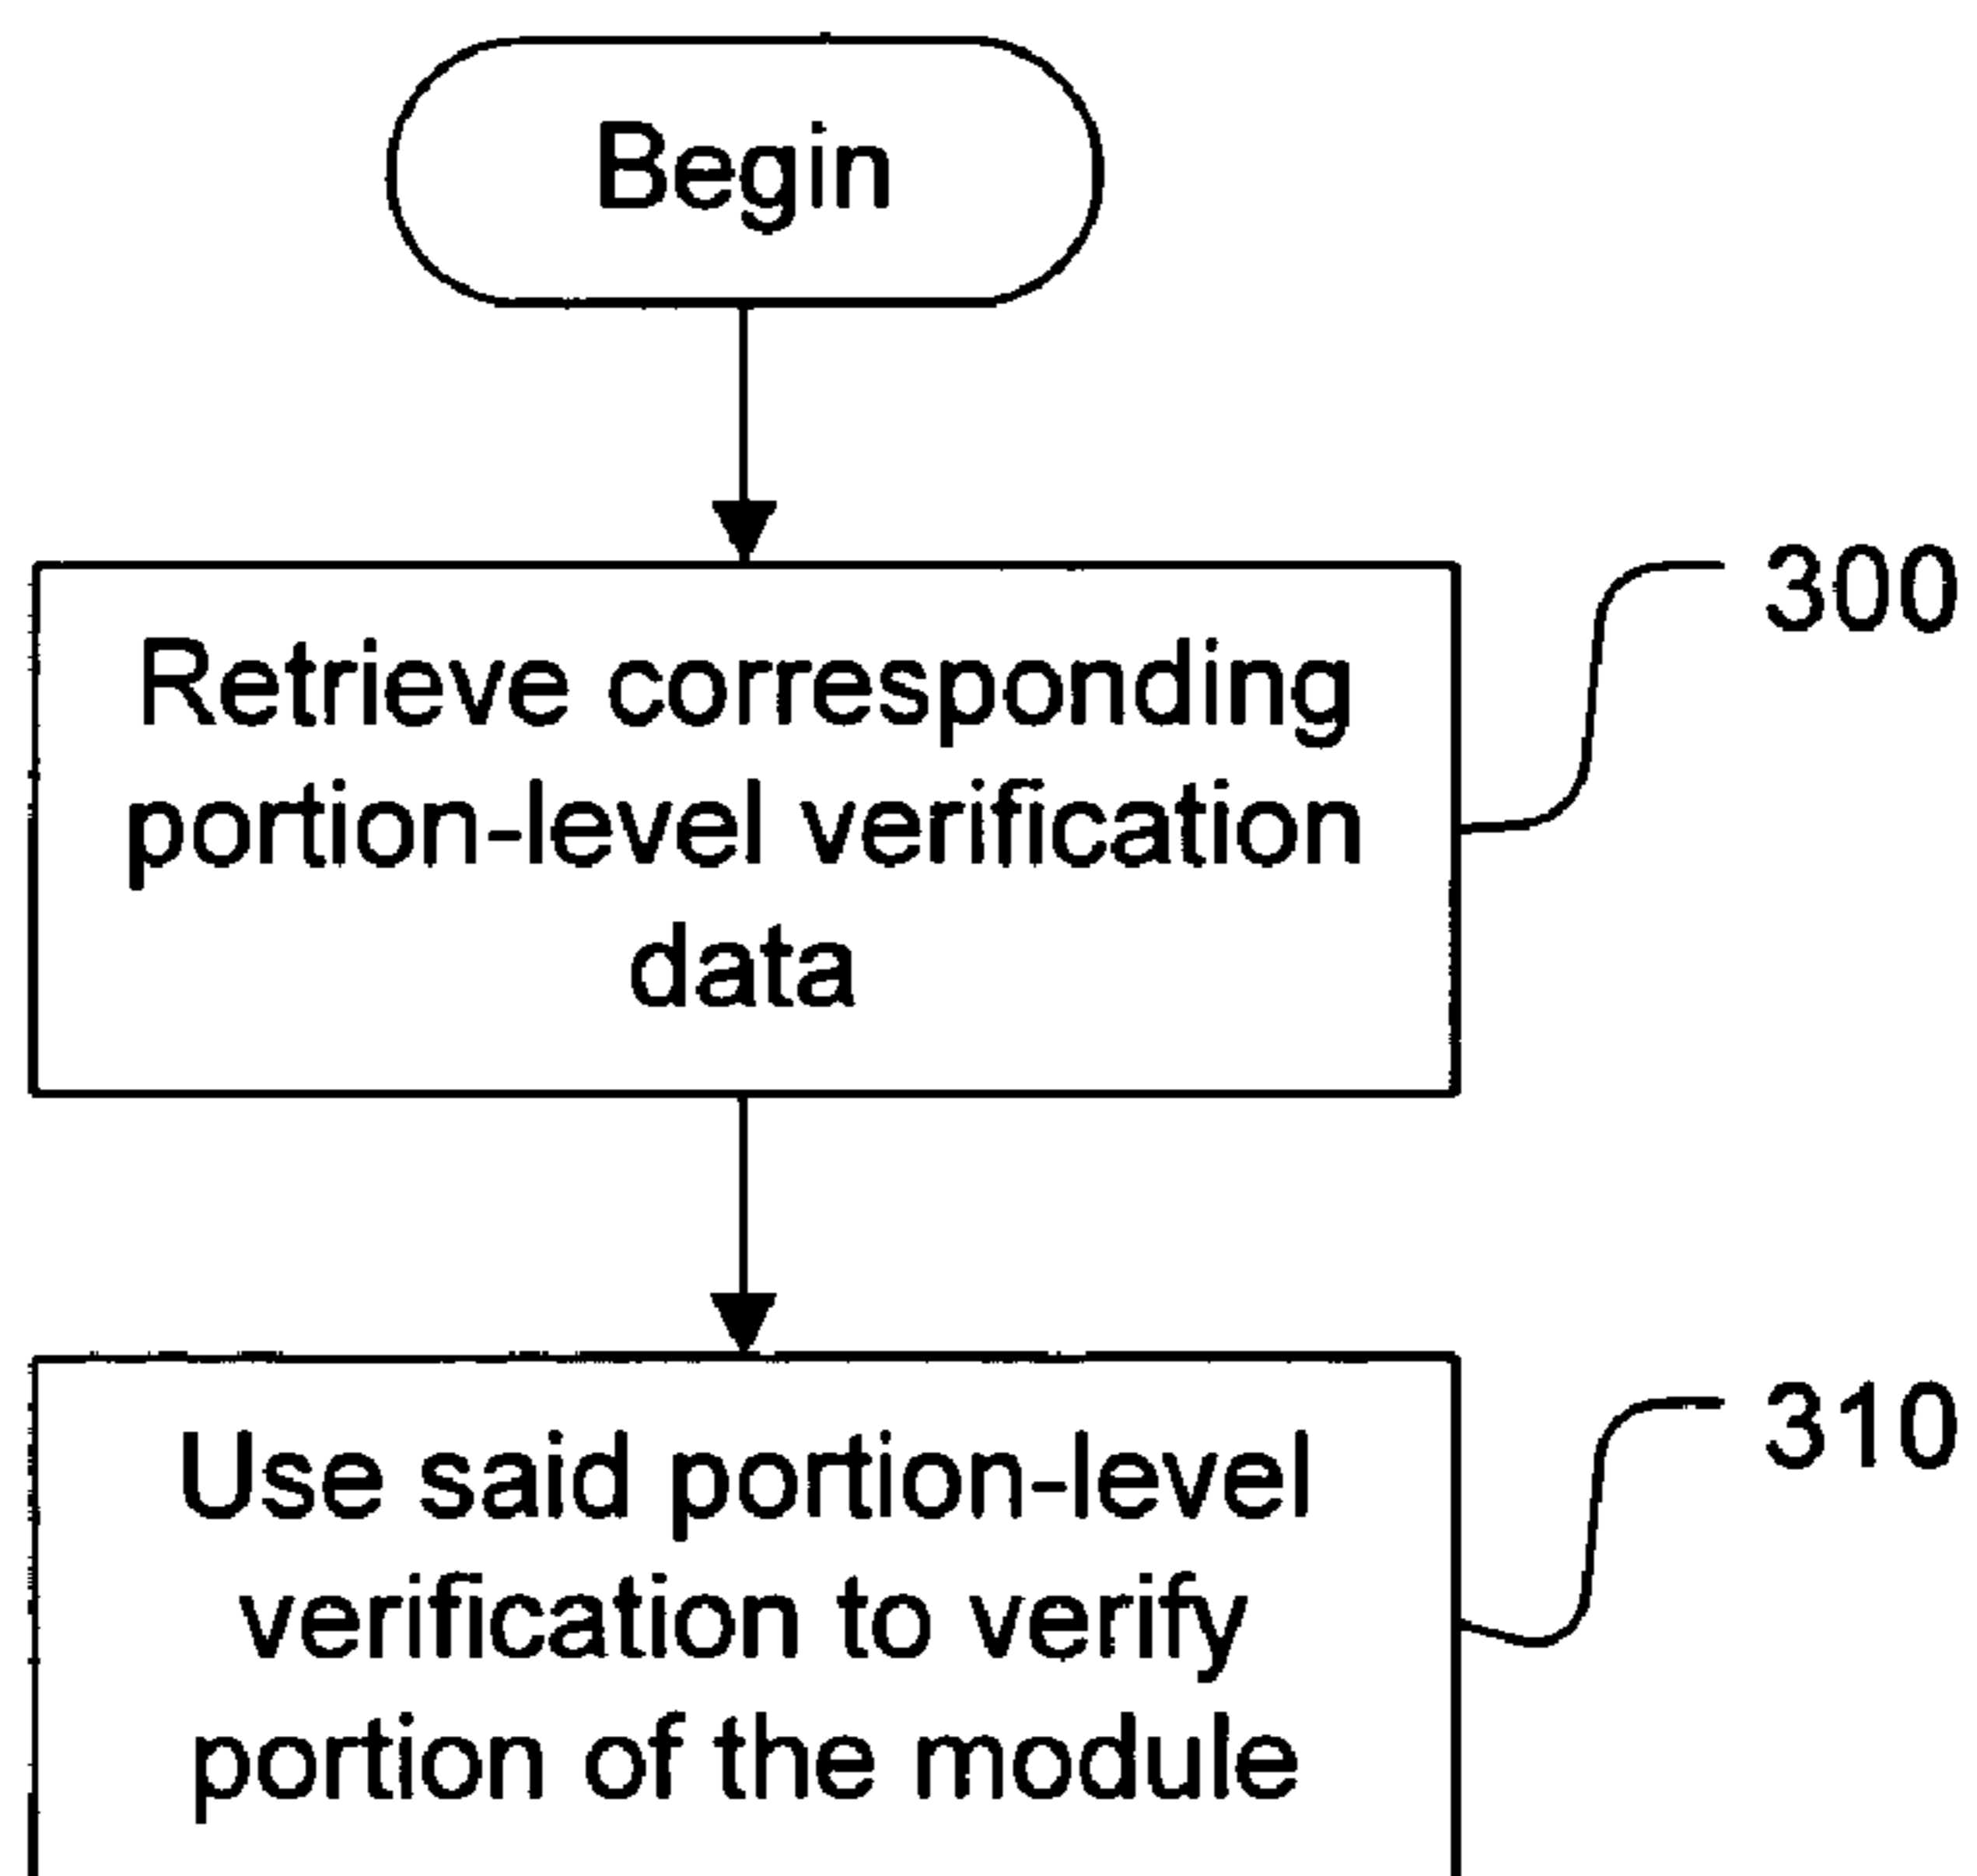 Begin
300
Retrieve corresponding
portion-level verification
data
310
Use said portion-level
verification to verify
portion of the module